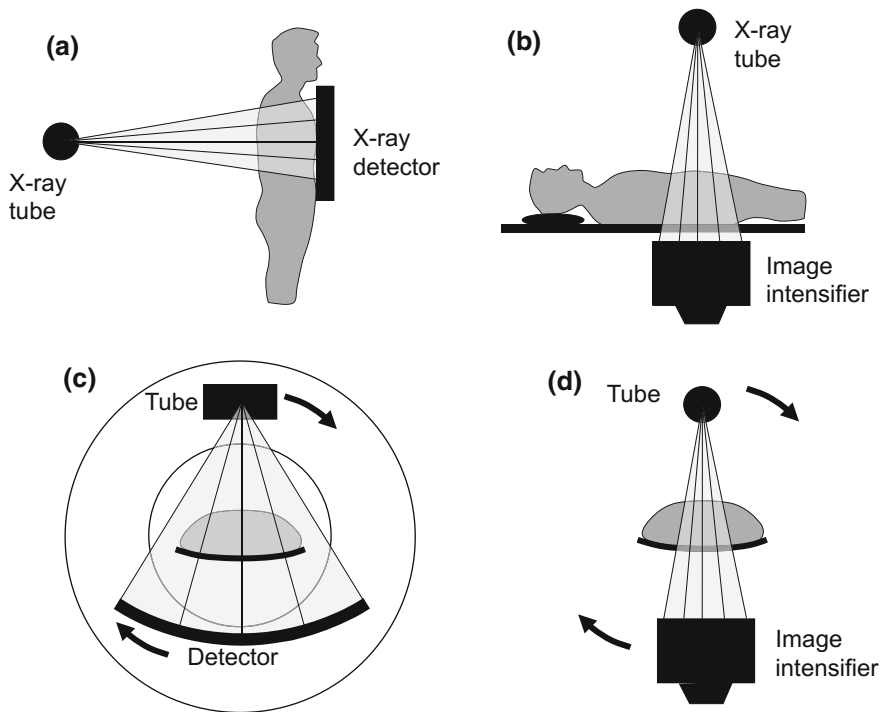 (a)
X-ray
tube
X-ray
detector
(b)
X-ray
tube
Image
intensifier
(c)
Tube
Detector
(d)
Tube
Image
intensifier